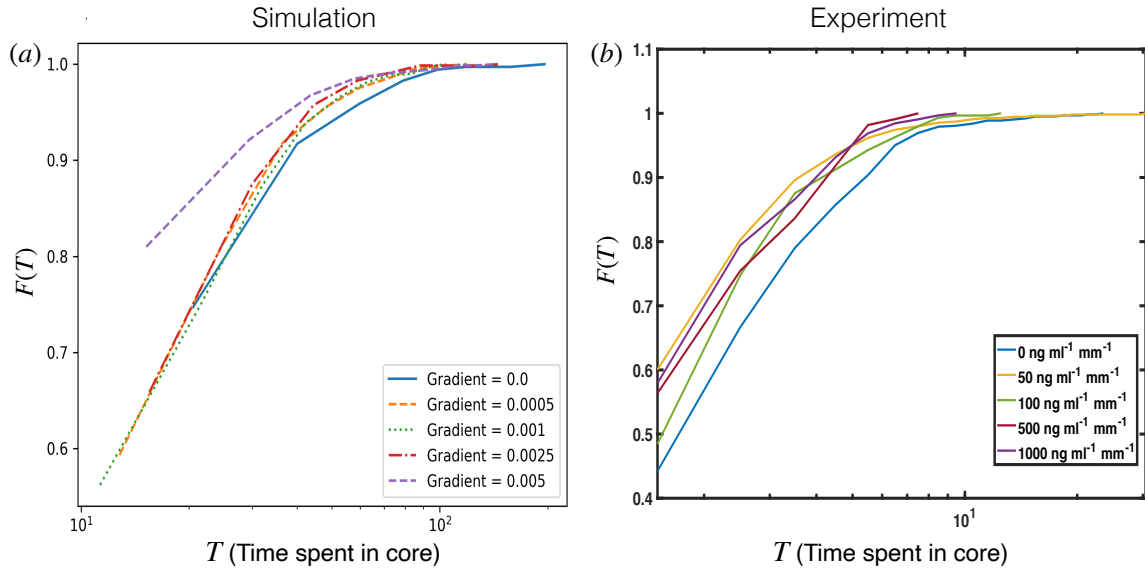 Simulation
Experiment
(a)
(b)
1.0
0.9
0.8
0.7
0.6
F(T)
10¹
10²
T (Time spent in core)
Gradient = 0.0
Gradient = 0.0005
Gradient = 0.001
Gradient = 0.0025
Gradient = 0.005
1.1
1
0.9
0.8
0.7
0.6
0.5
0.4
F(T)
10¹
T (Time spent in core)
0 ng ml⁻¹ mm⁻¹
50 ng ml⁻¹ mm⁻¹
100 ng ml⁻¹ mm⁻¹
500 ng ml⁻¹ mm⁻¹
1000 ng ml⁻¹ mm⁻¹